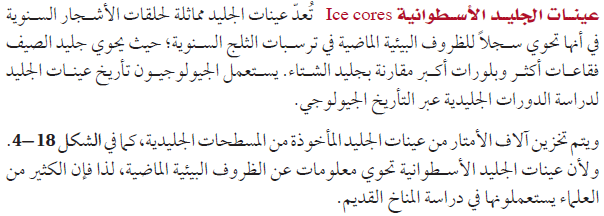 عينات الجليد الأسطوانية Ice cores تُعدّ عينات الجليد مماثلة لحلقات الأشجار السنوية
في أنها تحوي سجلاً للظروف البيئية الماضية في ترسبات الثلج السنوية؛ حيث يحوي جليد الصيف
فقاعات أكثر وبلورات أكبر مقارنة بجليد الشتاء. يستعمل الجيولوجيون تأريخ عينات الجليد
لدراسة الدورات الجليدية عبر التأريخ الجيولوجي.
ويتم تخزين آلاف الأمتار من عينات الجليد المأخوذة من المسطحات الجليدية، كما في الشكل 18–4.
ولأن عينات الجليد الأسطوانية تحوي معلومات عن الظروف البيئية الماضية، لذا فإن الكثير من
العلماء يستعملونها في دراسة المناخ القديم.